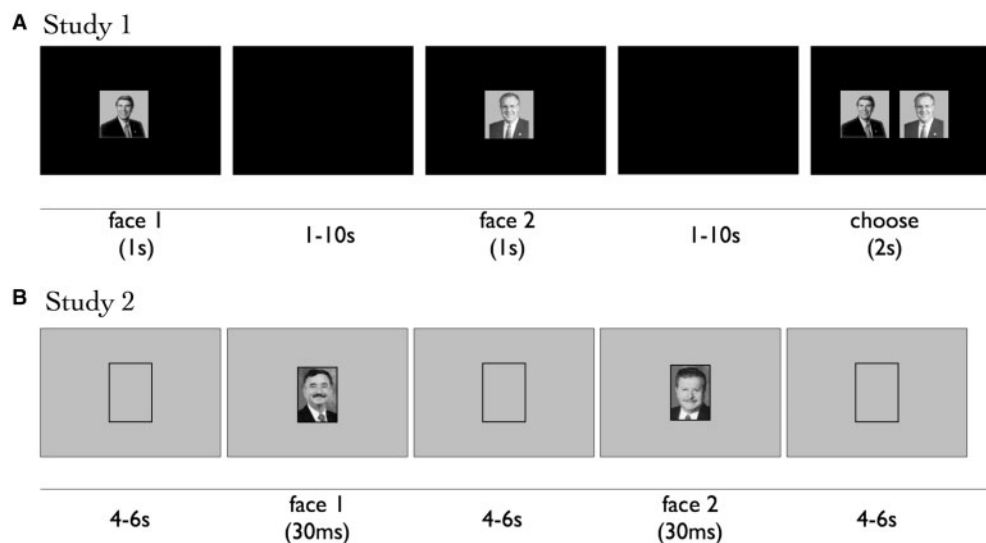 A Study 1
face 1
(1s)
1-10s
face 2
(1s)
1-10s
choose
(2s)
B Study 2
4-6s
face 1
(30ms)
4-6s
face 2
(30ms)
4-6s